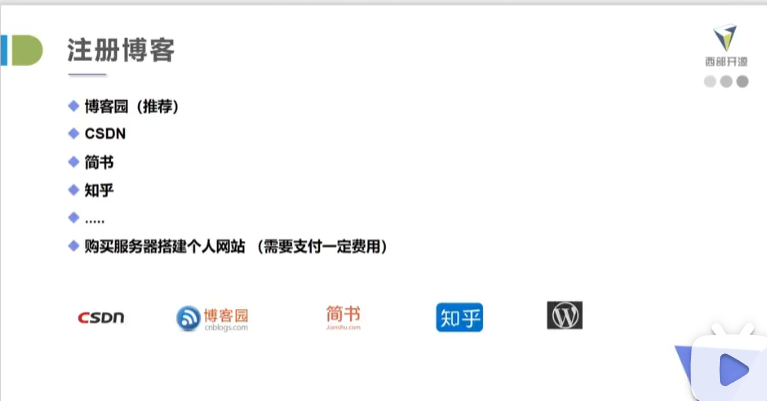 注册博客
西部开源
博客园（推荐）
CSDN
简书
知乎
.....
购买服务器搭建个人网站 （需要支付一定费用）
CSDN
博客园
cnblogs.com
简书
Jianshu.com
知乎
W